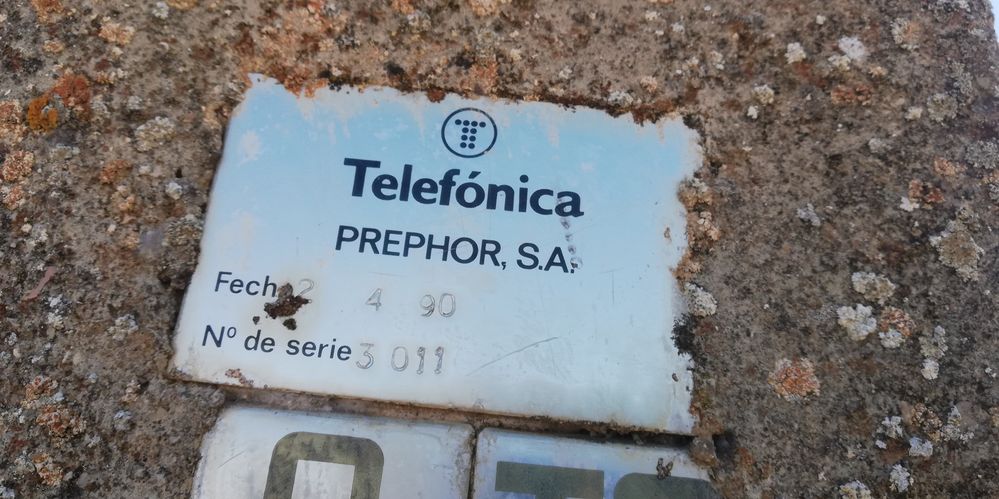 T
Telefónica
PREPHOR, S.A.
Fech 2 4 90
Nº de serie 3 011